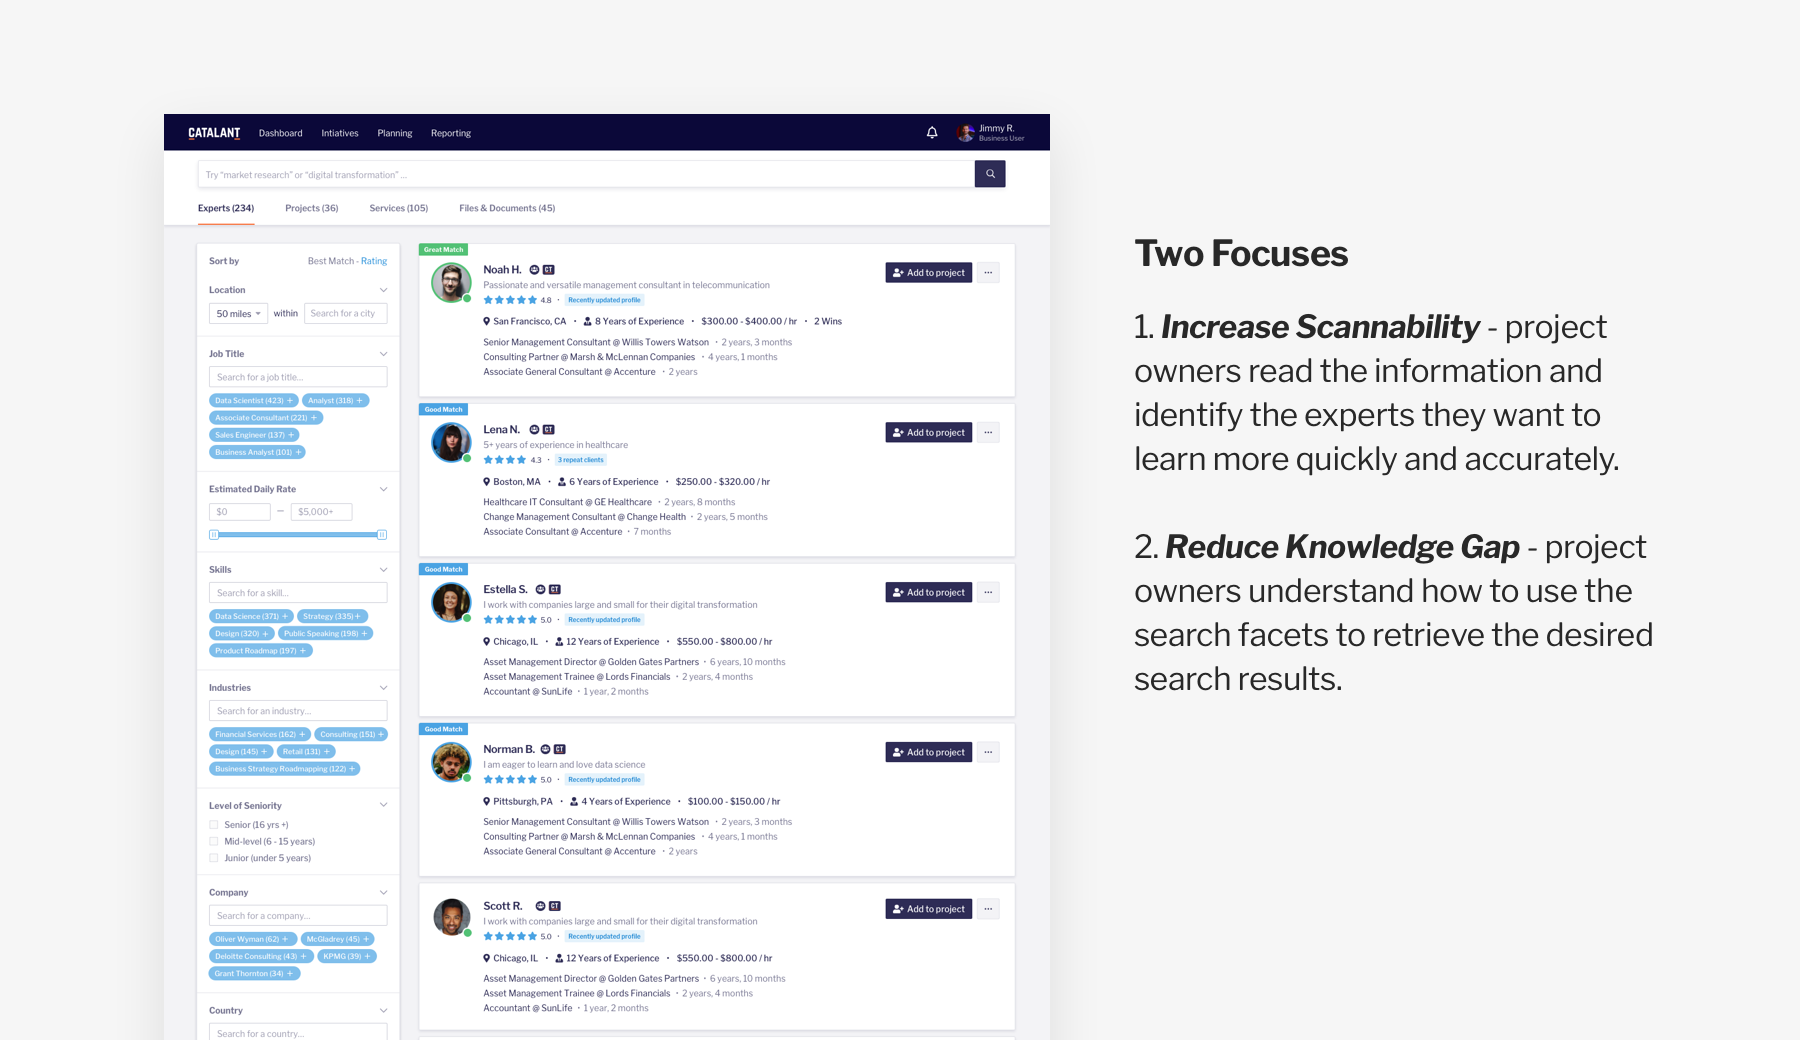 CATALANT
Dashboard
Intiatives
Planning
Reporting
Jimmy R.
Business User
Try “market research” or “digital transformation” ...
Experts (234)
Projects (36)
Services (105)
Files & Documents (45)
Sort by
Best Match - Rating
Location
50 miles
within
Search for a city
Job Title
Search for a job title...
Data Scientist (423) +
Analyst (318) +
Associate Consultant (221) +
Sales Engineer (137) +
Business Analyst (101) +
Estimated Daily Rate
$0
–
$5,000+
Skills
Search for a skill...
Data Science (371) +
Strategy (335) +
Design (320) +
Public Speaking (198) +
Product Roadmap (197) +
Industries
Search for an industry...
Financial Services (162) +
Consulting (151) +
Design (145) +
Retail (131) +
Business Strategy Roadmapping (122) +
Level of Seniority
Senior (16 yrs +)
Mid-level (6 - 15 years)
Junior (under 5 years)
Company
Search for a company...
Oliver Wyman (62) +
McGladrey (45) +
Deloitte Consulting (43) +
KPMG (39) +
Grant Thornton (34) +
Country
Search for a country...
Great Match
Noah H. CT
Add to project
Passionate and versatile management consultant in telecommunication
4.8 • Recently updated profile
San Francisco, CA • 8 Years of Experience • $300.00 - $400.00 / hr • 2 Wins
Senior Management Consultant @ Willis Towers Watson • 2 years, 3 months
Consulting Partner @ Marsh & McLennan Companies • 4 years, 1 months
Associate General Consultant @ Accenture • 2 years
Good Match
Lena N. CT
Add to project
5+ years of experience in healthcare
4.3 • 3 repeat clients
Boston, MA • 6 Years of Experience • $250.00 - $320.00 / hr
Healthcare IT Consultant @ GE Healthcare • 2 years, 8 months
Change Management Consultant @ Change Health • 2 years, 5 months
Associate Consultant @ Accenture • 7 months
Good Match
Estella S. CT
Add to project
I work with companies large and small for their digital transformation
5.0 • Recently updated profile
Chicago, IL • 12 Years of Experience • $550.00 - $800.00 / hr
Asset Management Director @ Golden Gates Partners • 6 years, 10 months
Asset Management Trainee @ Lords Financials • 2 years, 4 months
Accountant @ SunLife • 1 year, 2 months
Good Match
Norman B. CT
Add to project
I am eager to learn and love data science
5.0 • Recently updated profile
Pittsburgh, PA • 4 Years of Experience • $100.00 - $150.00 / hr
Senior Management Consultant @ Willis Towers Watson • 2 years, 3 months
Consulting Partner @ Marsh & McLennan Companies • 4 years, 1 months
Associate General Consultant @ Accenture • 2 years
Scott R. CT
Add to project
I work with companies large and small for their digital transformation
5.0 • Recently updated profile
Chicago, IL • 12 Years of Experience • $550.00 - $800.00 / hr
Asset Management Director @ Golden Gates Partners • 6 years, 10 months
Asset Management Trainee @ Lords Financials • 2 years, 4 months
Accountant @ SunLife • 1 year, 2 months
Two Focuses
1. Increase Scannability - project
owners read the information and
identify the experts they want to
learn more quickly and accurately.
2. Reduce Knowledge Gap - project
owners understand how to use the
search facets to retrieve the desired
search results.